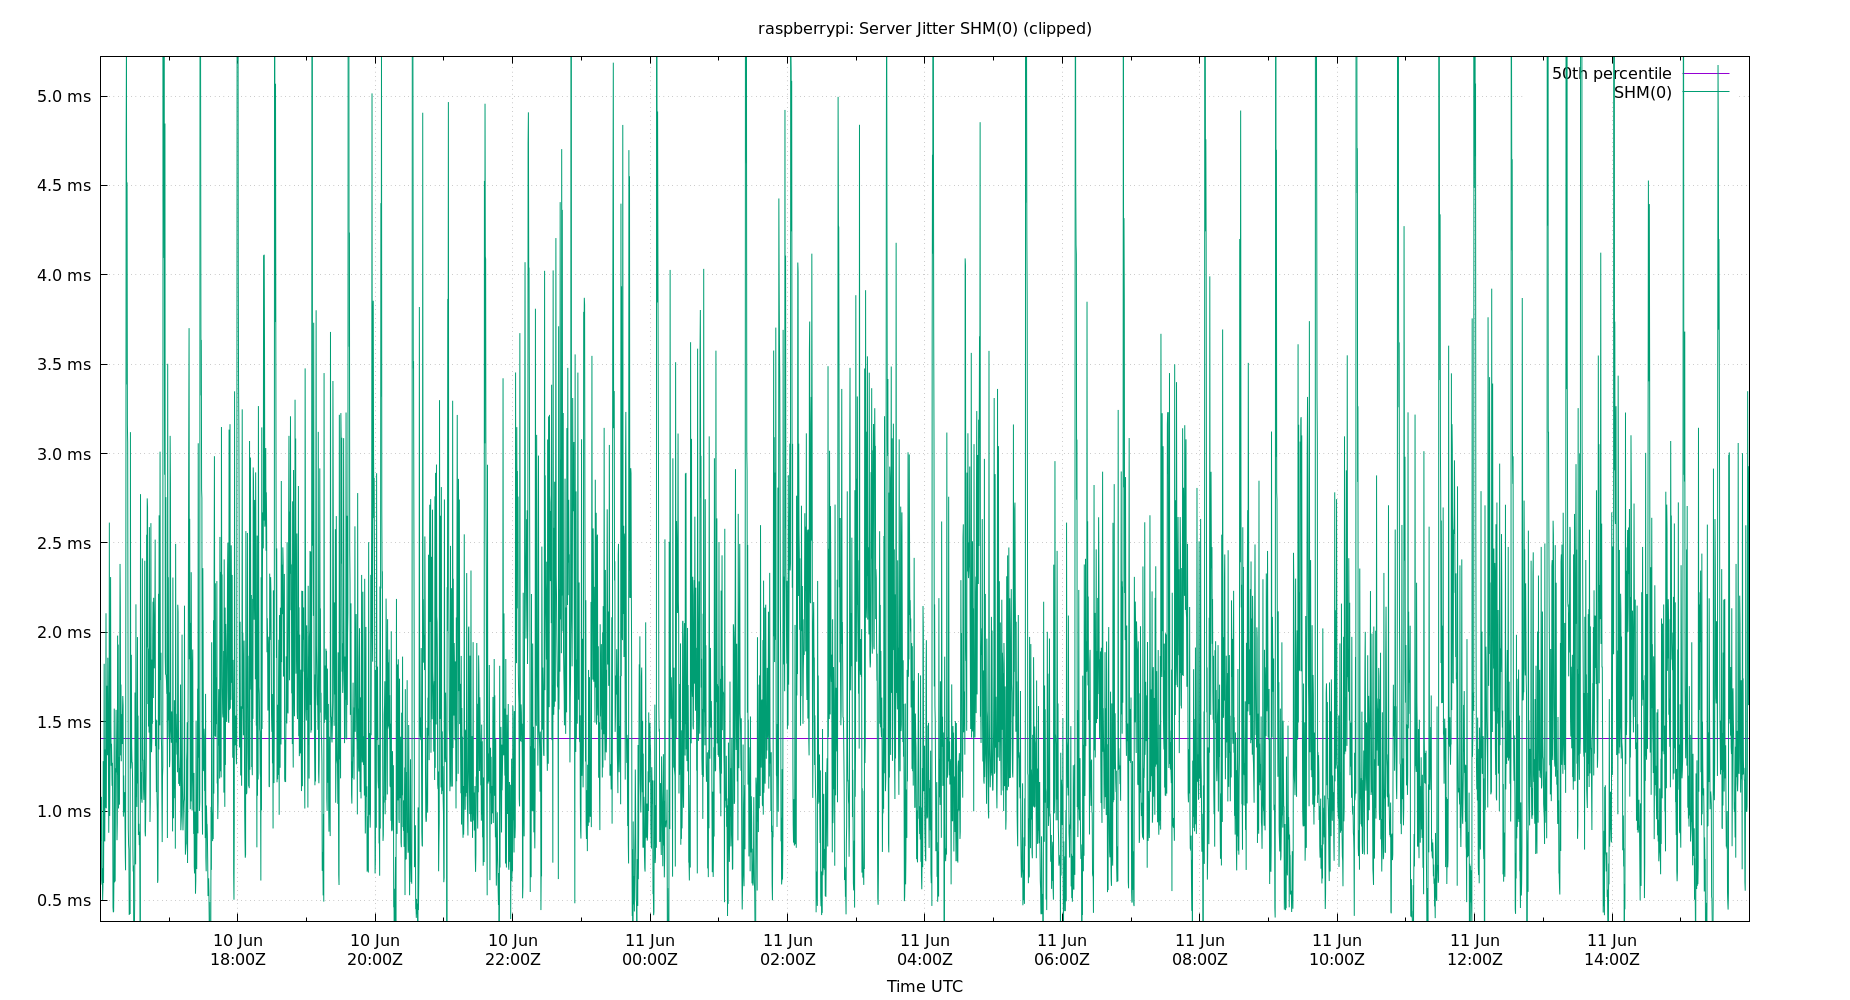 raspberrypi: Server Jitter SHM(0) (clipped)
50th percentile
SHM(0)
5.0 ms
4.5 ms
4.0 ms
3.5 ms
3.0 ms
2.5 ms
2.0 ms
1.5 ms
1.0 ms
0.5 ms
10 Jun 10 Jun 10 Jun 11 Jun 11 Jun 11 Jun 11 Jun 11 Jun 11 Jun 11 Jun 11 Jun
18:00Z 20:00Z 22:00Z 00:00Z 02:00Z 04:00Z 06:00Z 08:00Z 10:00Z 12:00Z 14:00Z
Time UTC